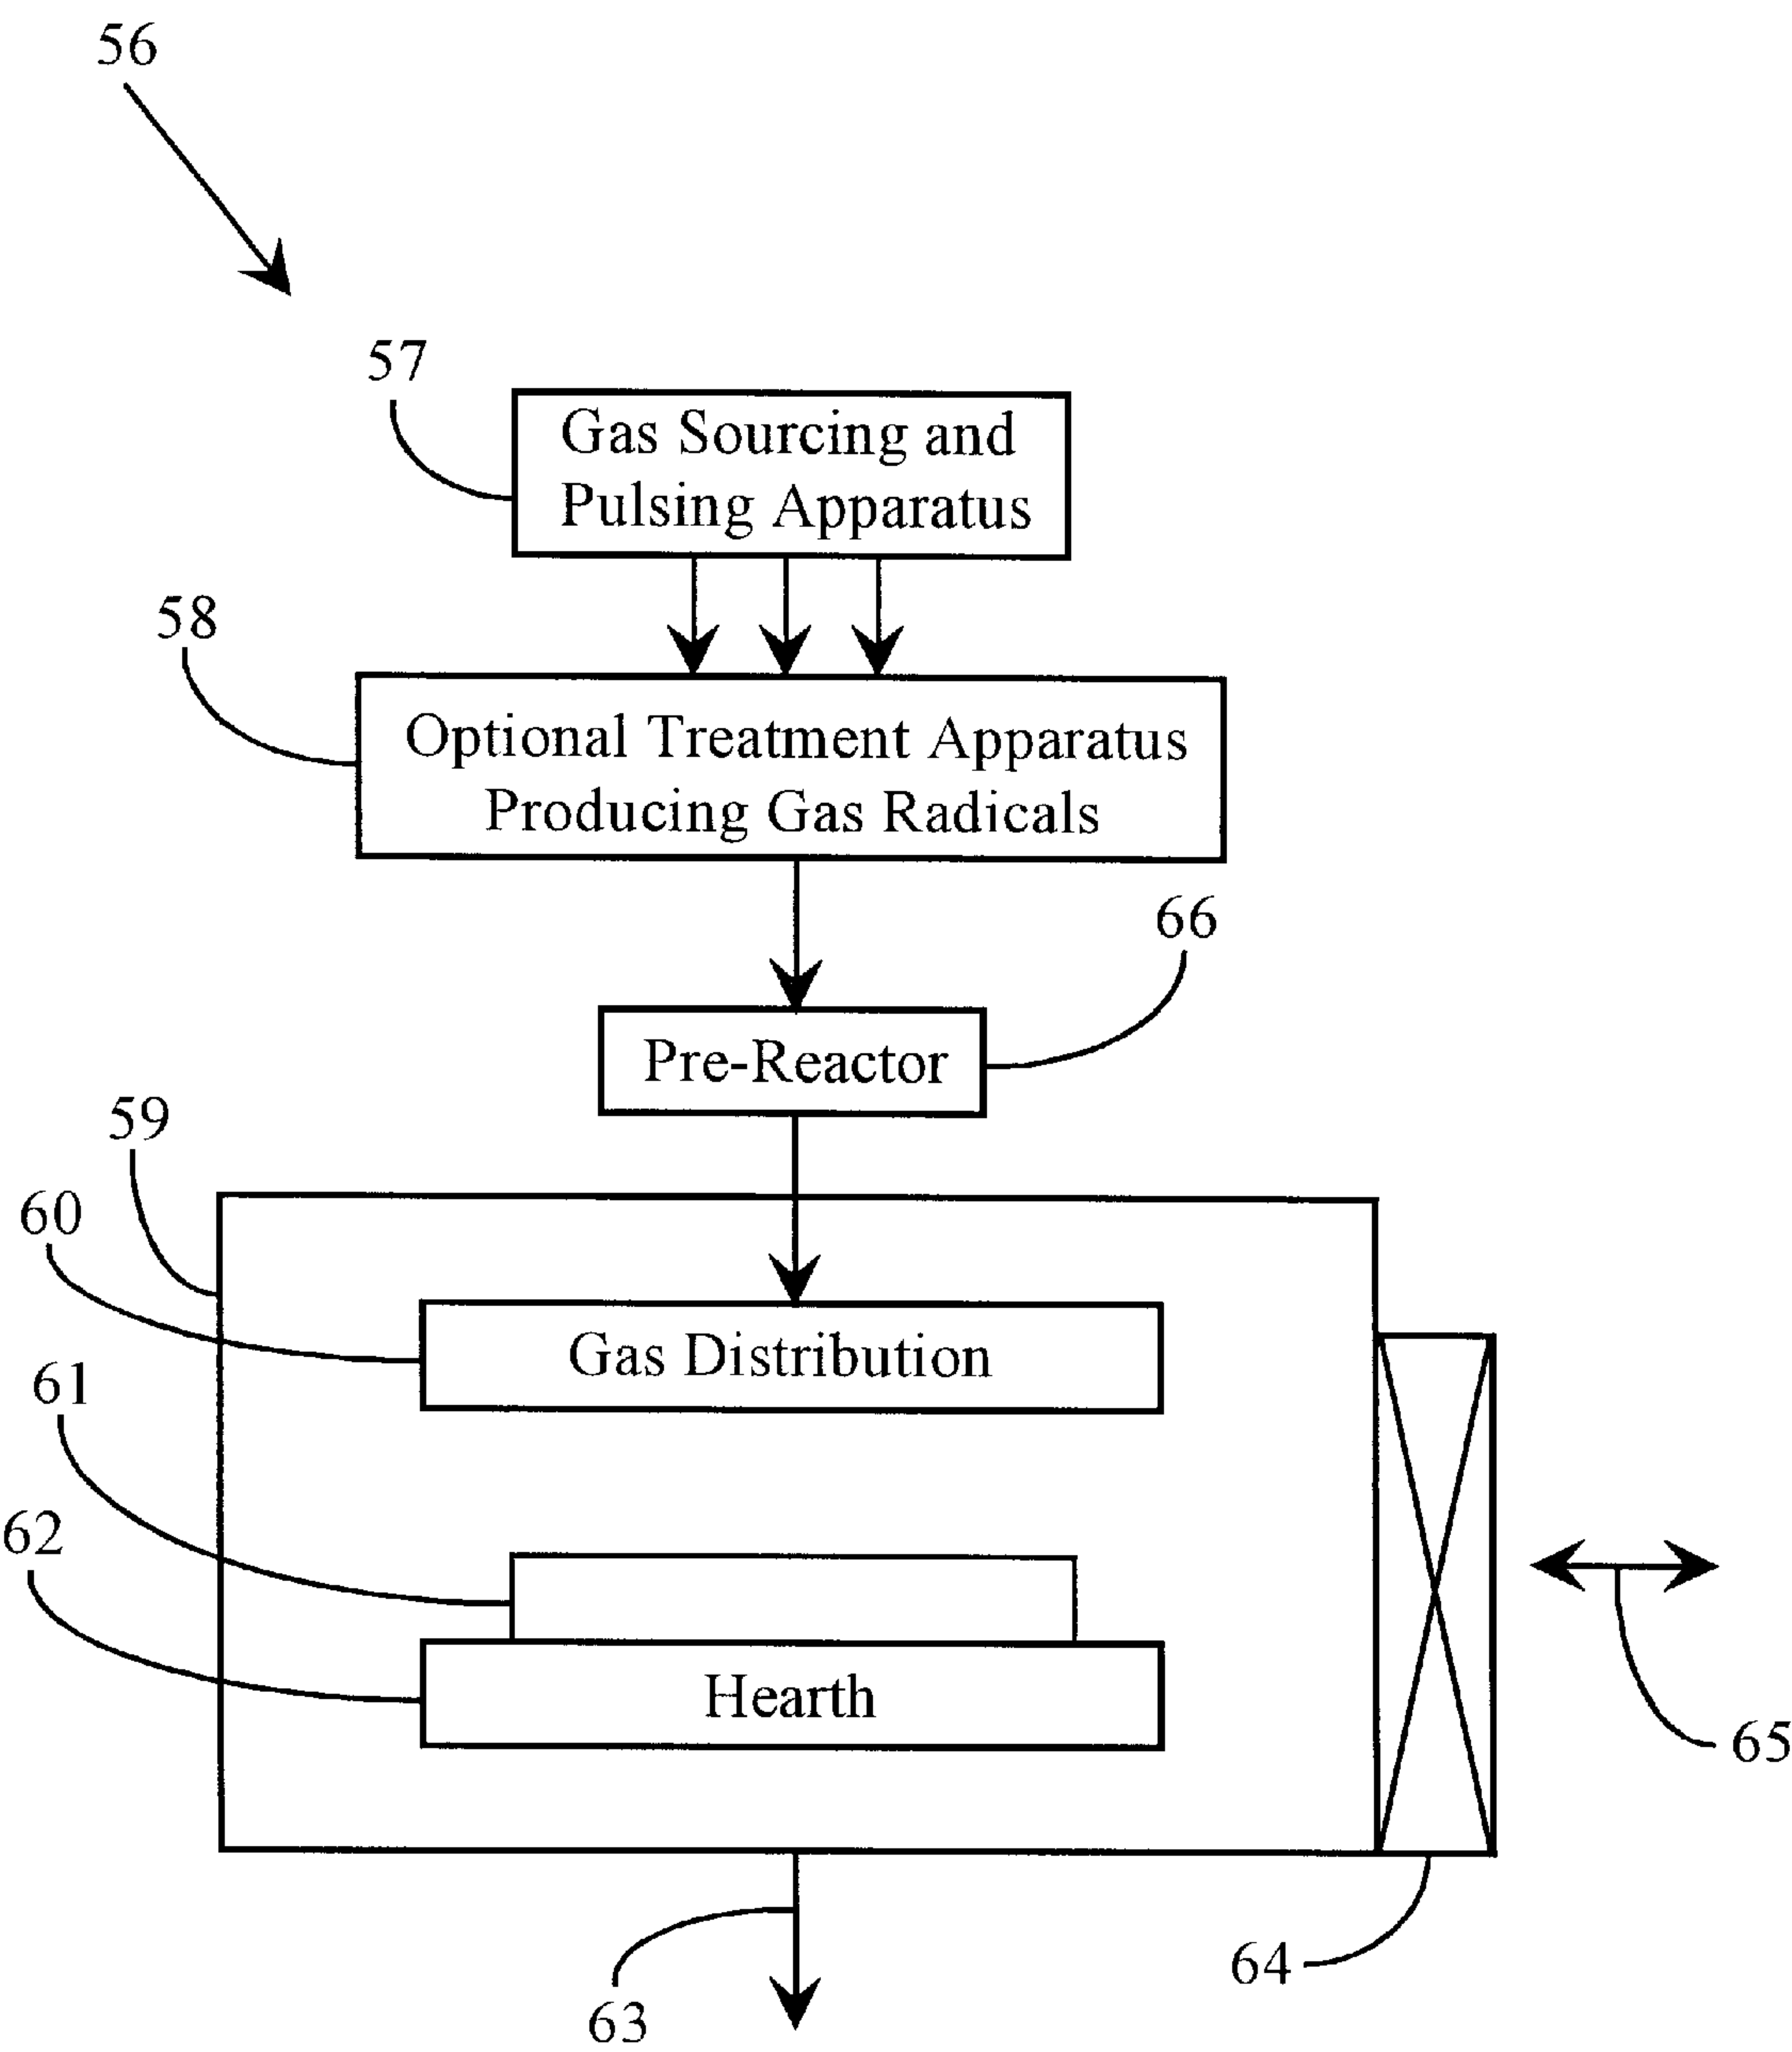 56
57
Gas Sourcing and
Pulsing Apparatus
58
Optional Treatment Apparatus
Producing Gas Radicals
66
Pre-Reactor
59
60
Gas Distribution
61
62
Hearth
65
64
63